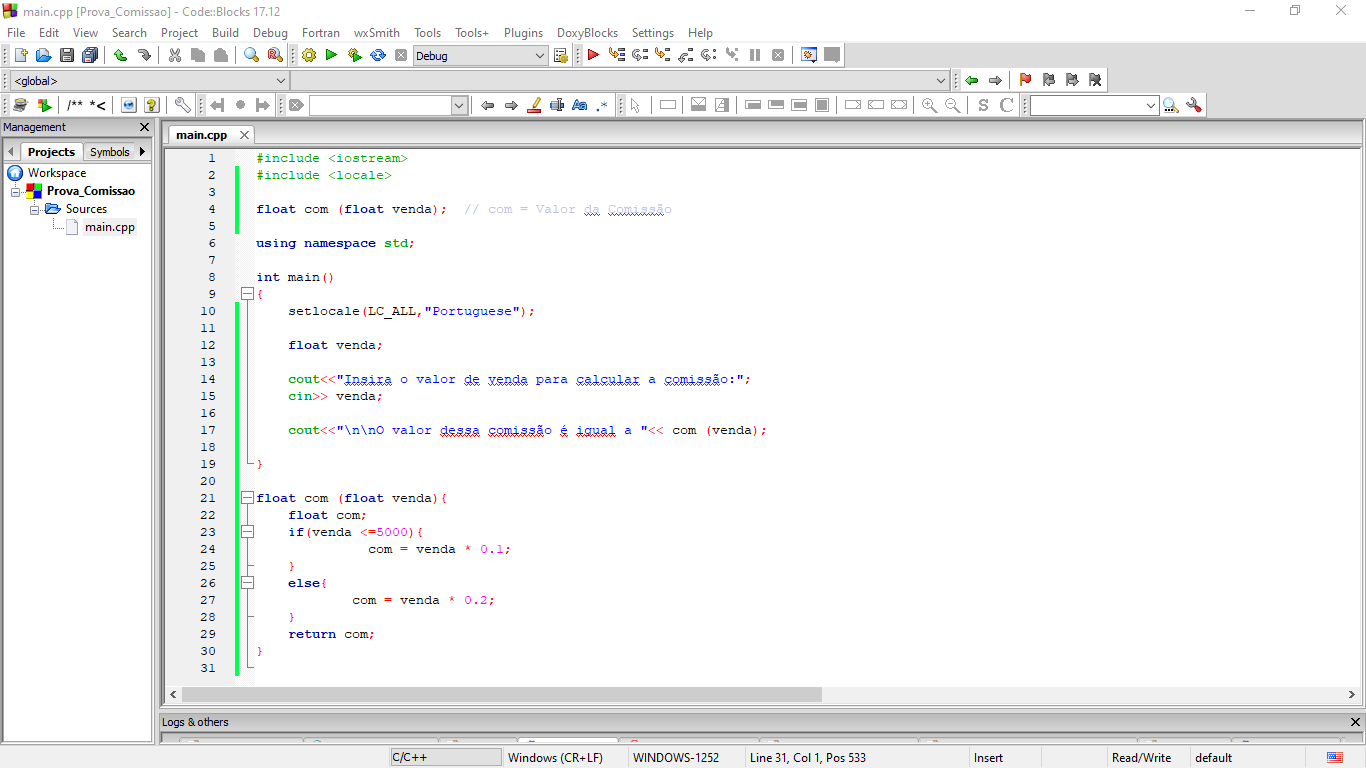 main.cpp [Prova_Comissao] - Code::Blocks 17.12
File Edit View Search Project Build Debug Fortran wxSmith Tools Tools+ Plugins DoxyBlocks Settings Help
Debug
<global>
/** *<
Aa .*
S C
Management
main.cpp
Projects Symbols
Workspace
Prova_Comissao
Sources
main.cpp
1 #include <iostream>
2 #include <locale>
3
4 float com (float venda); // com = Valor da Comissão
5
6 using namespace std;
7
8 int main()
9 {
10 setlocale(LC_ALL,"Portuguese");
11
12 float venda;
13
14 cout<<"Insira o valor de venda para calcular a comissão:";
15 cin>> venda;
16
17 cout<<"\n\nO valor dessa comissão é igual a "<< com (venda);
18
19 }
20
21 float com (float venda){
22 float com;
23 if(venda <=5000){
24 com = venda * 0.1;
25 }
26 else{
27 com = venda * 0.2;
28 }
29 return com;
30 }
31
Logs & others
C/C++ Windows (CR+LF) WINDOWS-1252 Line 31, Col 1, Pos 533 Insert Read/Write default